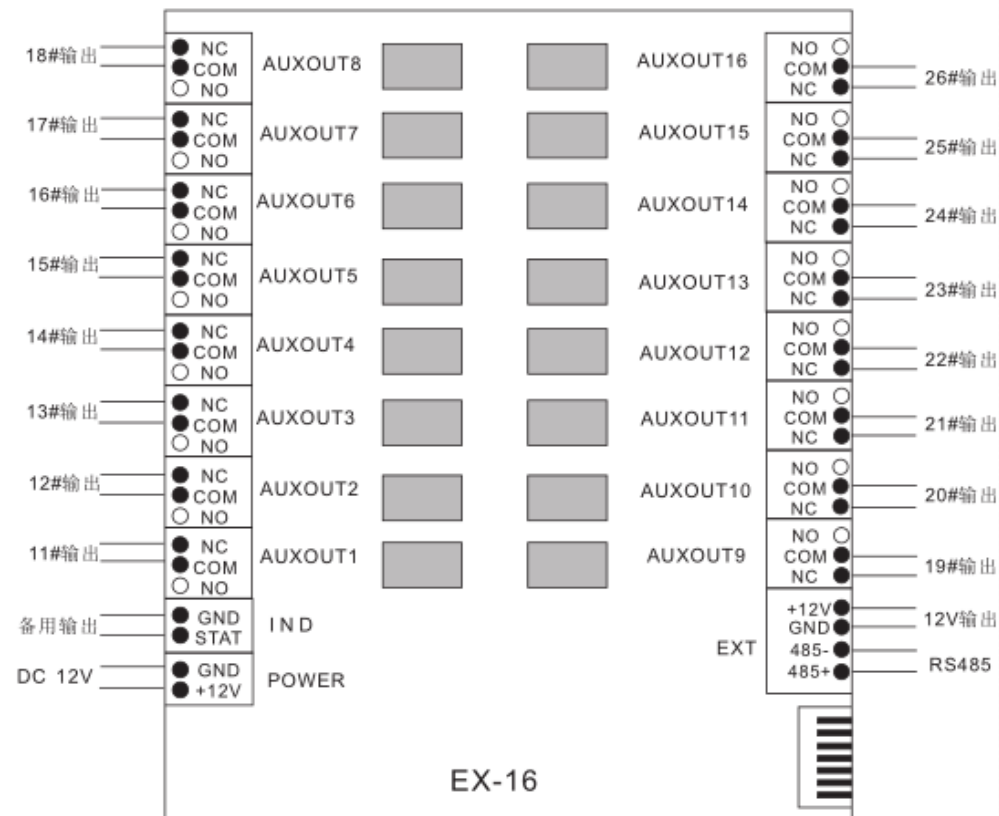 18#输出
NC
COM
NO
AUXOUT8
17#输出
NC
COM
NO
AUXOUT7
16#输出
NC
COM
NO
AUXOUT6
15#输出
NC
COM
NO
AUXOUT5
14#输出
NC
COM
NO
AUXOUT4
13#输出
NC
COM
NO
AUXOUT3
12#输出
NC
COM
NO
AUXOUT2
11#输出
NC
COM
NO
AUXOUT1
备用输出
GND
STAT
IND
DC 12V
GND
+12V
POWER
AUXOUT16
NO
COM
NC
26#输出
AUXOUT15
NO
COM
NC
25#输出
AUXOUT14
NO
COM
NC
24#输出
AUXOUT13
NO
COM
NC
23#输出
AUXOUT12
NO
COM
NC
22#输出
AUXOUT11
NO
COM
NC
21#输出
AUXOUT10
NO
COM
NC
20#输出
AUXOUT9
NO
COM
NC
19#输出
EXT
+12V
GND
485-
485+
12V输出
RS485
EX-16